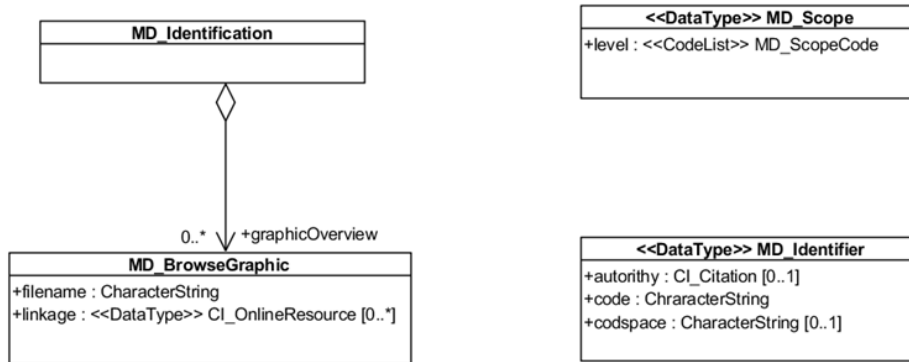 MD_Identification
<<DataType>> MD_Scope
+level : <<CodeList>> MD_ScopeCode
0..* +graphicOverview
MD_BrowseGraphic
+filename : CharacterString
+linkage : <<DataType>> CI_OnlineResource [0..*]
<<DataType>> MD_Identifier
+autorithy : CI_Citation [0..1]
+code : ChraracterString
+codspace : CharacterString [0..1]